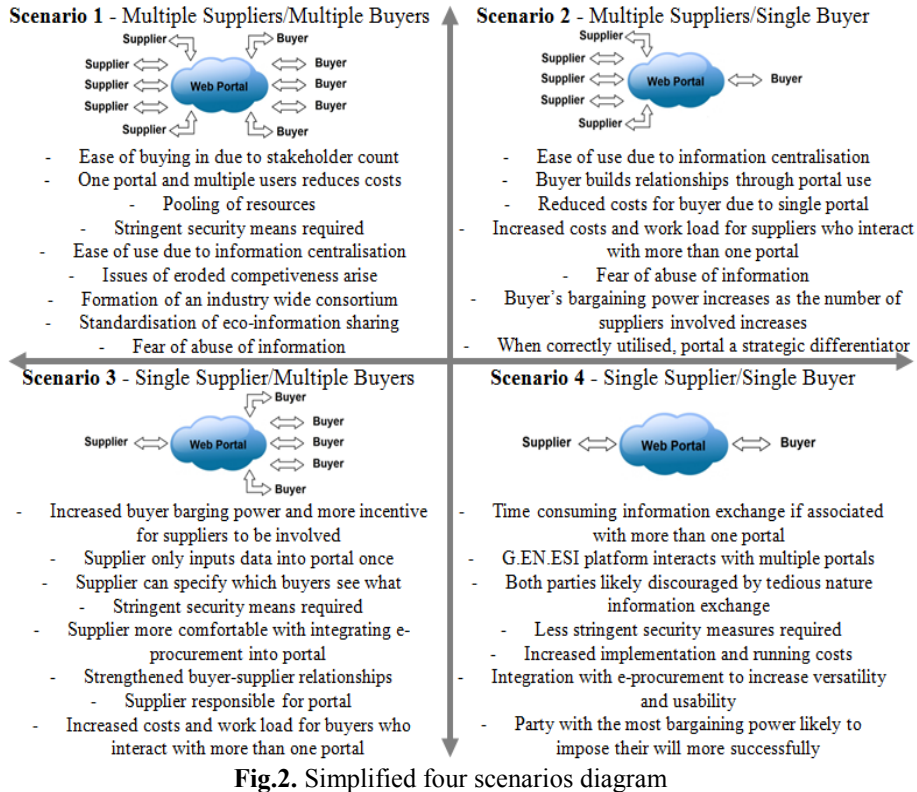 Scenario 1 - Multiple Suppliers/Multiple Buyers
Supplier
Buyer
Supplier
Buyer
Supplier
Web Portal
Buyer
Supplier
Buyer
Supplier
Buyer
- Ease of buying in due to stakeholder count
- One portal and multiple users reduces costs
- Pooling of resources
- Stringent security means required
- Ease of use due to information centralisation
- Issues of eroded competiveness arise
- Formation of an industry wide consortium
- Standardisation of eco-information sharing
- Fear of abuse of information
Scenario 2 - Multiple Suppliers/Single Buyer
Supplier
Supplier
Supplier
Web Portal
Buyer
Supplier
Supplier
- Ease of use due to information centralisation
- Buyer builds relationships through portal use
- Reduced costs for buyer due to single portal
- Increased costs and work load for suppliers who interact
with more than one portal
- Fear of abuse of information
- Buyer's bargaining power increases as the number of
suppliers involved increases
- When correctly utilised, portal a strategic differentiator
Scenario 3 - Single Supplier/Multiple Buyers
Buyer
Buyer
Supplier
Web Portal
Buyer
Buyer
Buyer
- Increased buyer barging power and more incentive
for suppliers to be involved
- Supplier only inputs data into portal once
- Supplier can specify which buyers see what
- Stringent security means required
- Supplier more comfortable with integrating e-
procurement into portal
- Strengthened buyer-supplier relationships
- Supplier responsible for portal
- Increased costs and work load for buyers who
interact with more than one portal
Scenario 4 - Single Supplier/Single Buyer
Supplier
Web Portal
Buyer
- Time consuming information exchange if associated
with more than one portal
- G.EN.ESI platform interacts with multiple portals
- Both parties likely discouraged by tedious nature
information exchange
- Less stringent security measures required
- Increased implementation and running costs
- Integration with e-procurement to increase versatility
and usability
- Party with the most bargaining power likely to
impose their will more successfully
Fig.2. Simplified four scenarios diagram